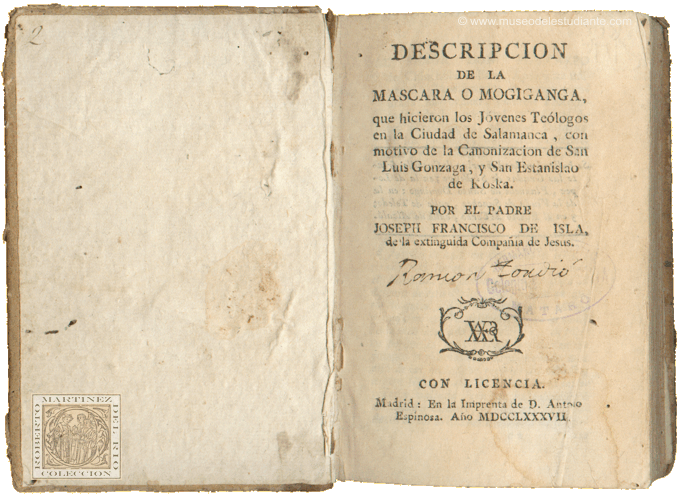 © www.museodelestudiante.com
2
DESCRIPCION
DE LA
MASCARA O MOGIGANGA,
que hicieron los Jóvenes Teólogos
en la Ciudad de Salamanca, con
motivo de la Canonizacion de San
Luis Gonzaga, y San Estanislao
de Koska.
POR EL PADRE
JOSEPH FRANCISCO DE ISLA,
de la extinguida Compañia de Jesus.
Ramon
CON LICENCIA.
Madrid: En la Imprenta de D. Antonio
Espinosa. Año MDCCLXXXVII
ROBERTO
MARTINEZ
DEL RIO
COLECCION